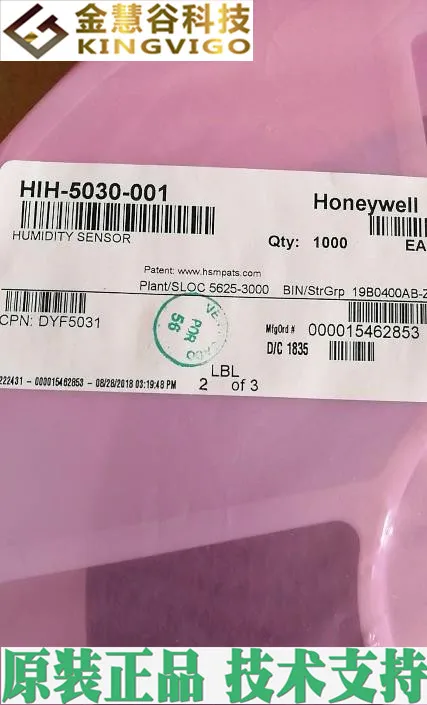 金慧谷科技
KINGVIGO
HIH-5030-001
Honeywell
HUMIDITY SENSOR
Qty: 1000
EA
Patent: www.hsmpats.com
Plant/SLOC 5625-3000 BIN/StrGrp 19B0400AB-Z
CPN: DYF5031
POR
56
MfgOrd # 000015462853
D/C 1835
LBL
2 of 3
222431 - 000015462853 - 08/28/2018 03:19:48 PM
原装正品 技术支持